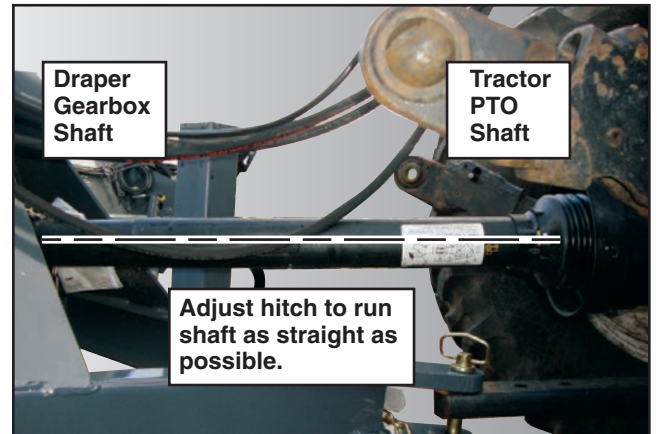 Draper
Gearbox
Shaft
Tractor
PTO
Shaft
Adjust hitch to run
shaft as straight as
possible.